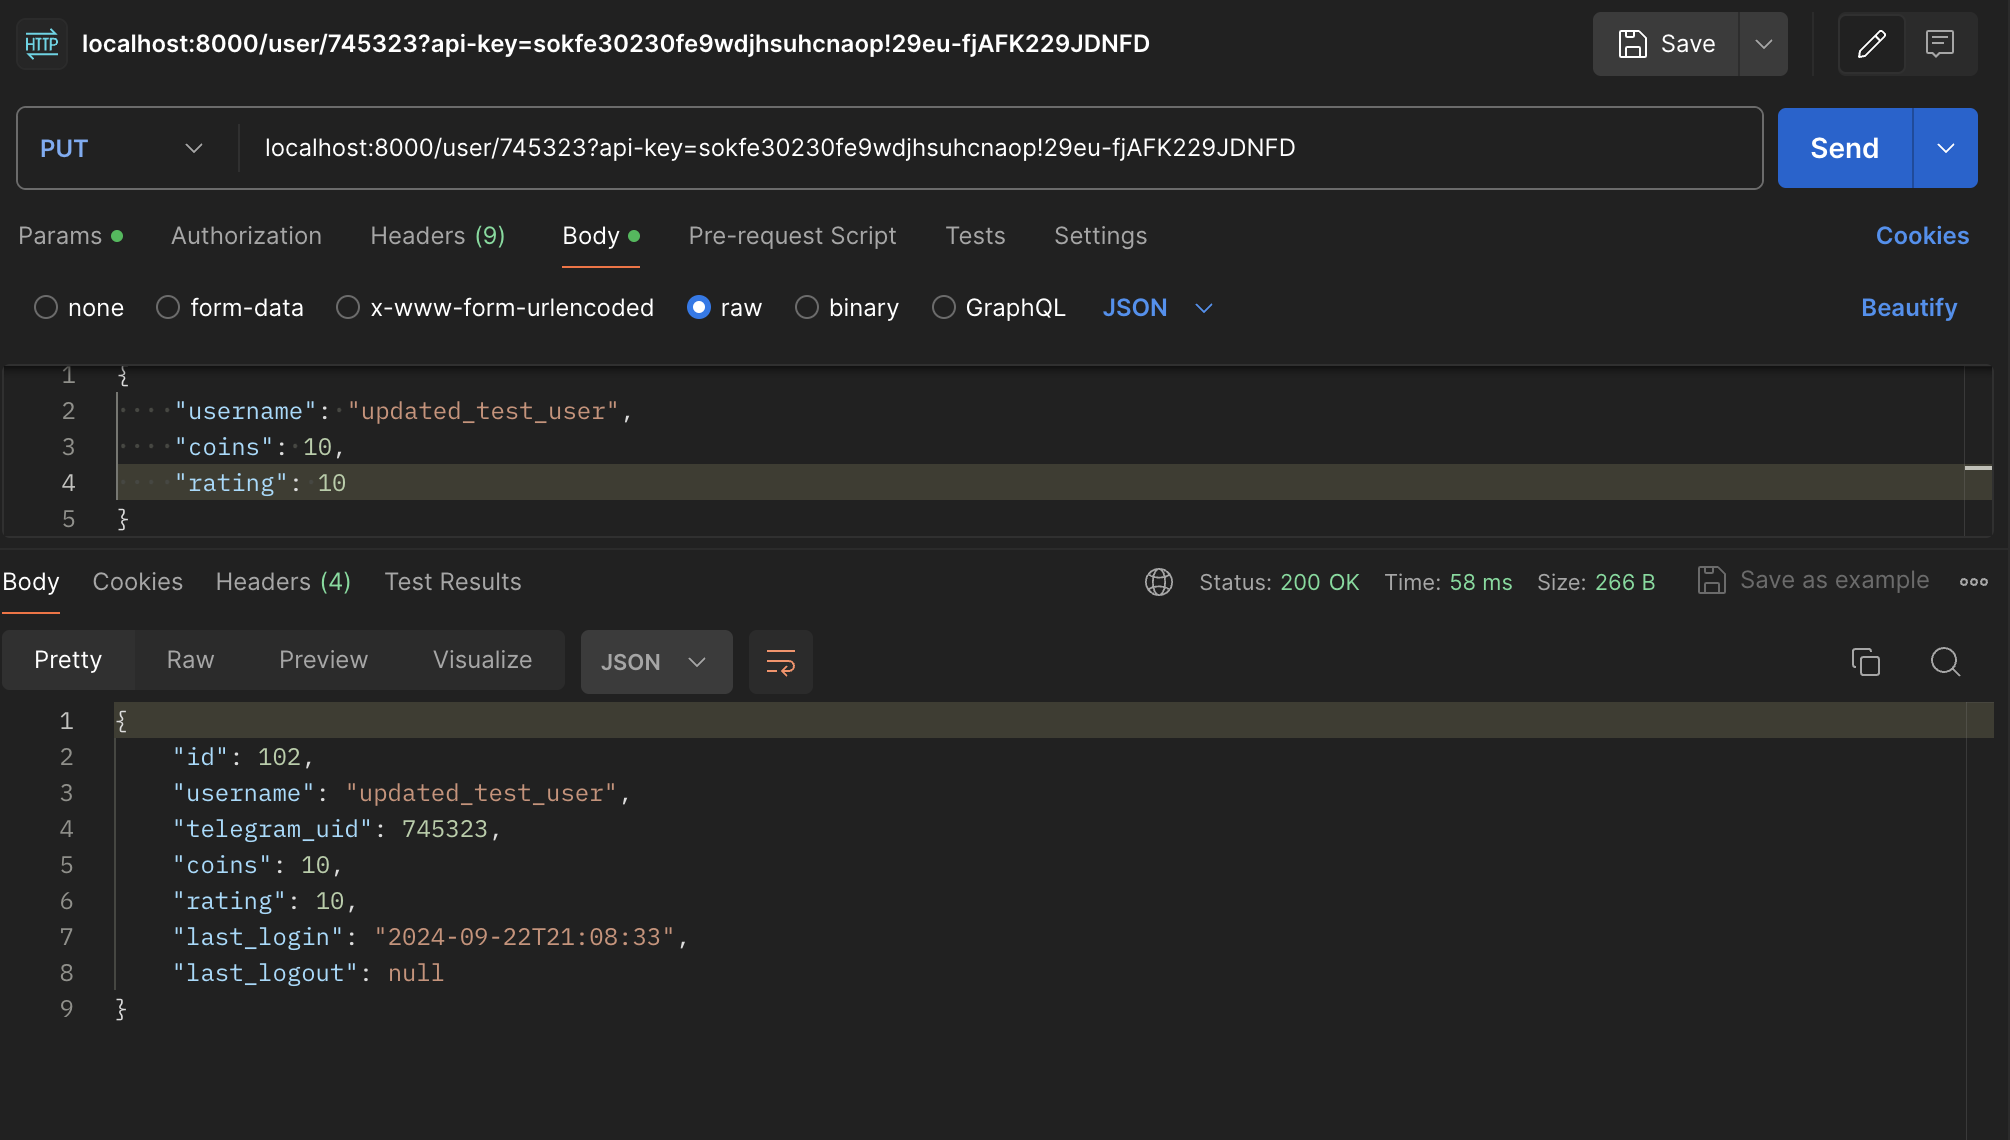 HTTP localhost:8000/user/745323?api-key=sokfe30230fe9wdjhsuhcnaop!29eu-fjAFK229JDNFD Save
PUT localhost:8000/user/745323?api-key=sokfe30230fe9wdjhsuhcnaop!29eu-fjAFK229JDNFD Send
Params Authorization Headers (9) Body Pre-request Script Tests Settings Cookies
none form-data x-www-form-urlencoded raw binary GraphQL JSON Beautify
1 {
2 ····"username":·"updated_test_user",
3 ····"coins":·10,
4 ····"rating":·10
5 }
Body Cookies Headers (4) Test Results Status: 200 OK Time: 58 ms Size: 266 B Save as example
Pretty Raw Preview Visualize JSON
1 {
2 "id": 102,
3 "username": "updated_test_user",
4 "telegram_uid": 745323,
5 "coins": 10,
6 "rating": 10,
7 "last_login": "2024-09-22T21:08:33",
8 "last_logout": null
9 }